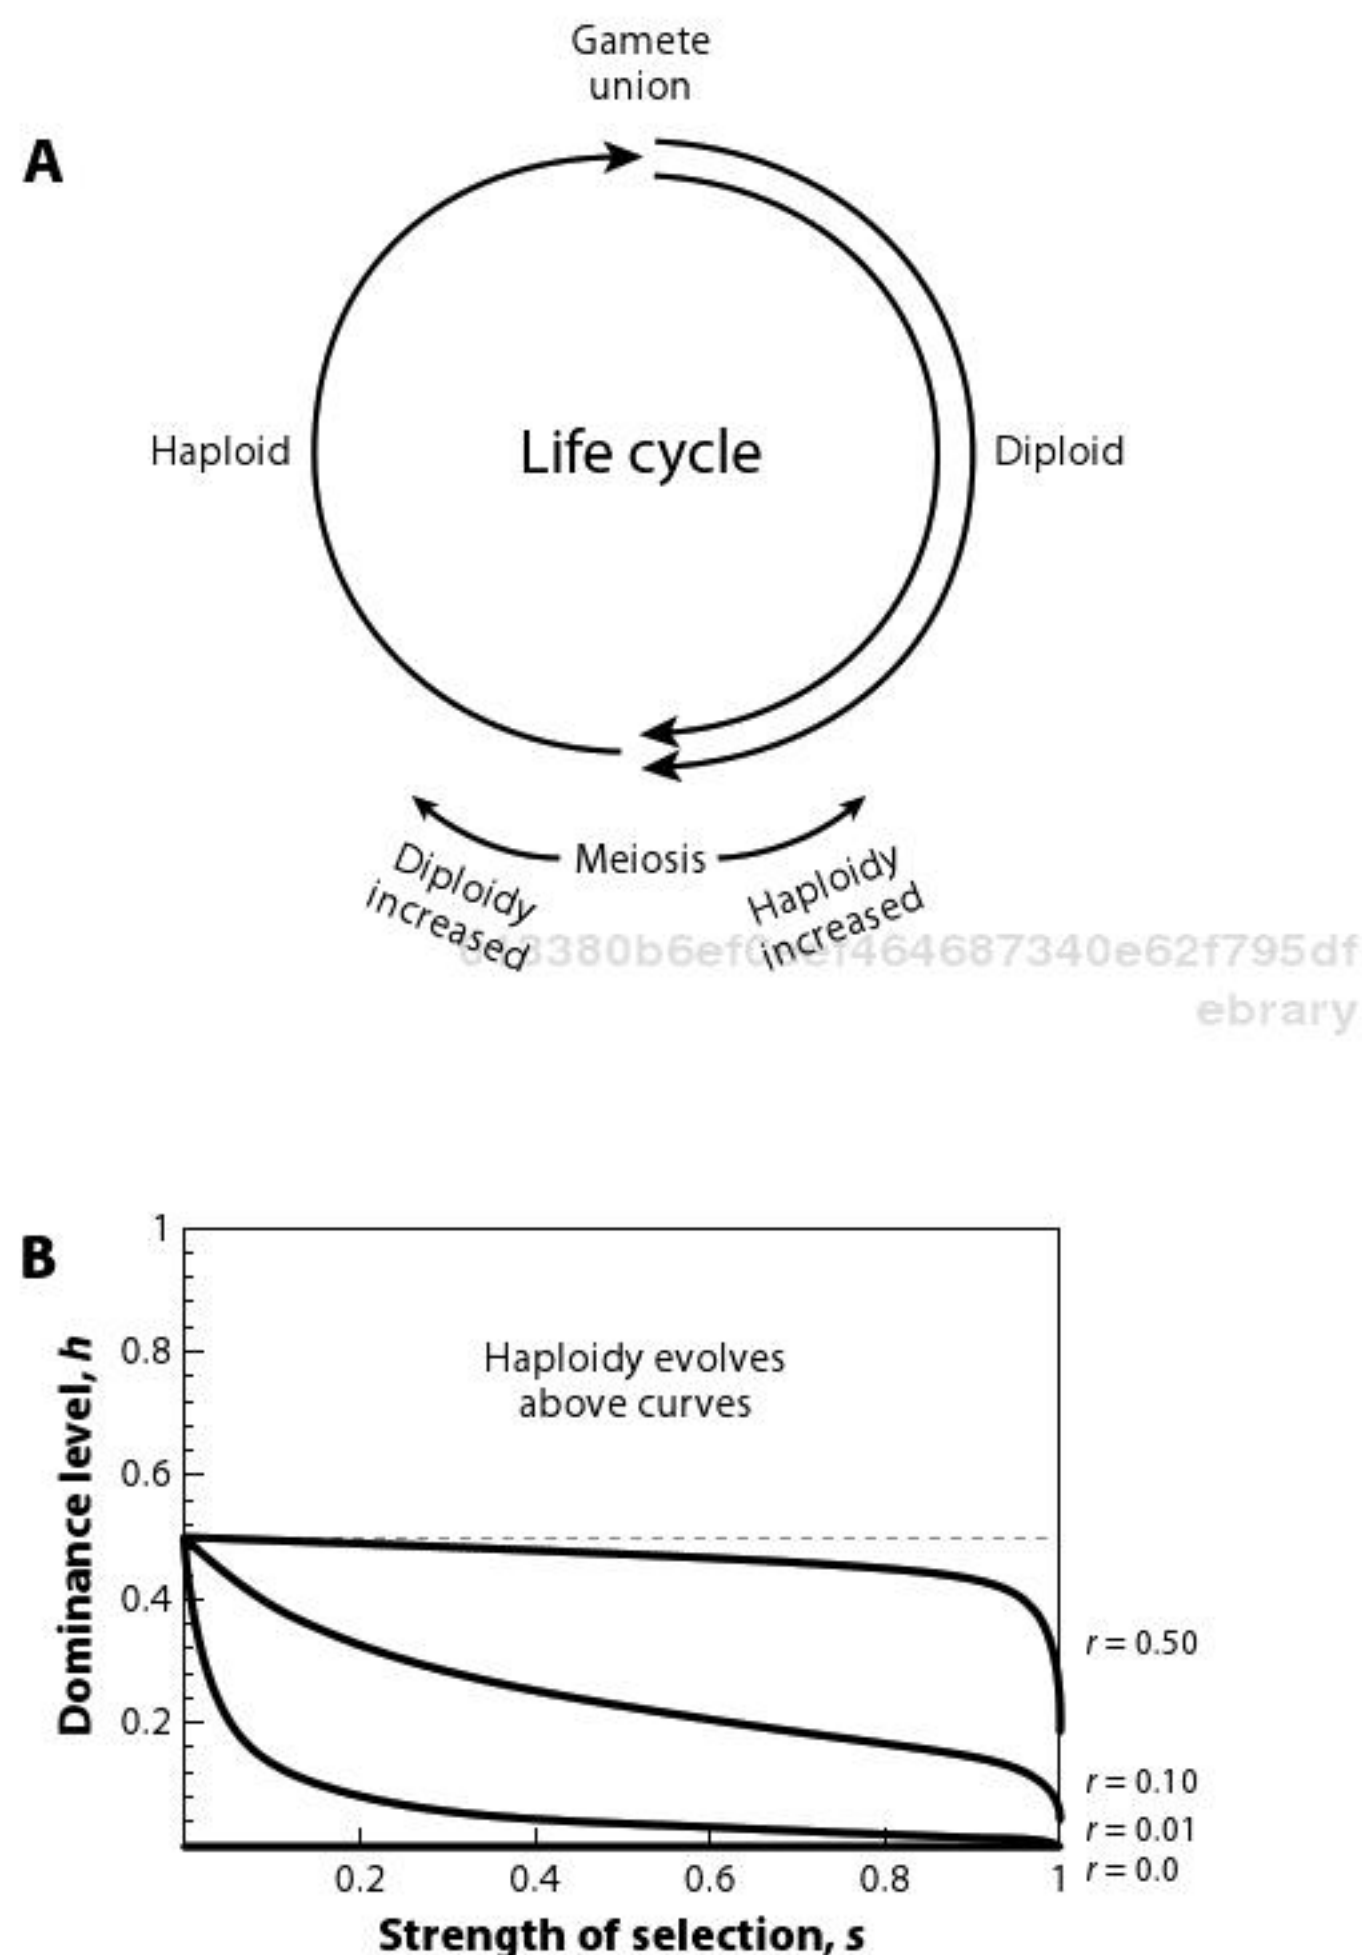 Gamete
union
A
Haploid
Life cycle
Diploid
Meiosis
Diploidy
increased
Haploidy
increased
ebrary
B
1
0.8
0.6
0.4
0.2
Dominance level, h
Haploidy evolves
above curves
r = 0.50
r = 0.10
r = 0.01
r = 0.0
0.2 0.4 0.6 0.8 1
Strength of selection, s